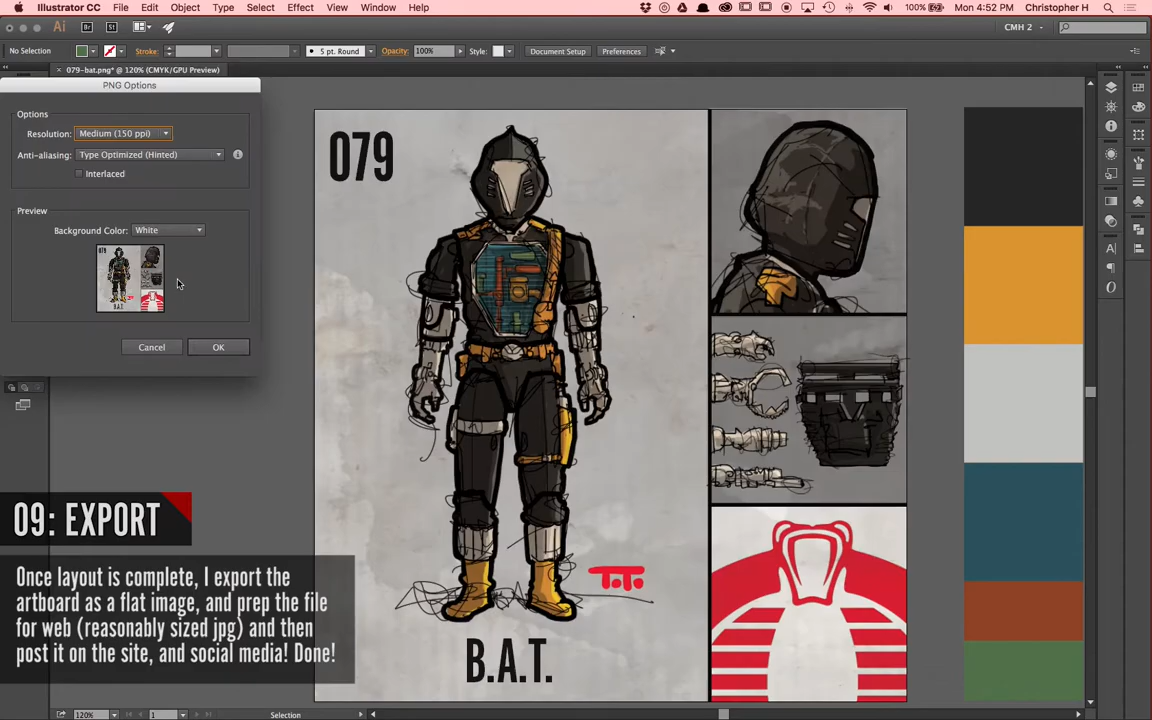 Illustrator CC File Edit Object Type Select Effect View Window Help 100% Mon 4:52 PM Christopher H
Ai Br St CMH 2
No Selection Stroke: 5 pt. Round Opacity: 100% Style: Document Setup Preferences
× 079-bat.png* @ 120% (CMYK/GPU Preview)
PNG Options
Options
Resolution: Medium (150 ppi)
Anti-aliasing: Type Optimized (Hinted)
Interlaced
Preview
Background Color: White
Cancel OK
079
B.A.T.
09: EXPORT
Once layout is complete, I export the
artboard as a flat image, and prep the file
for web (reasonably sized jpg) and then
post it on the site, and social media! Done!
120% 1 Selection